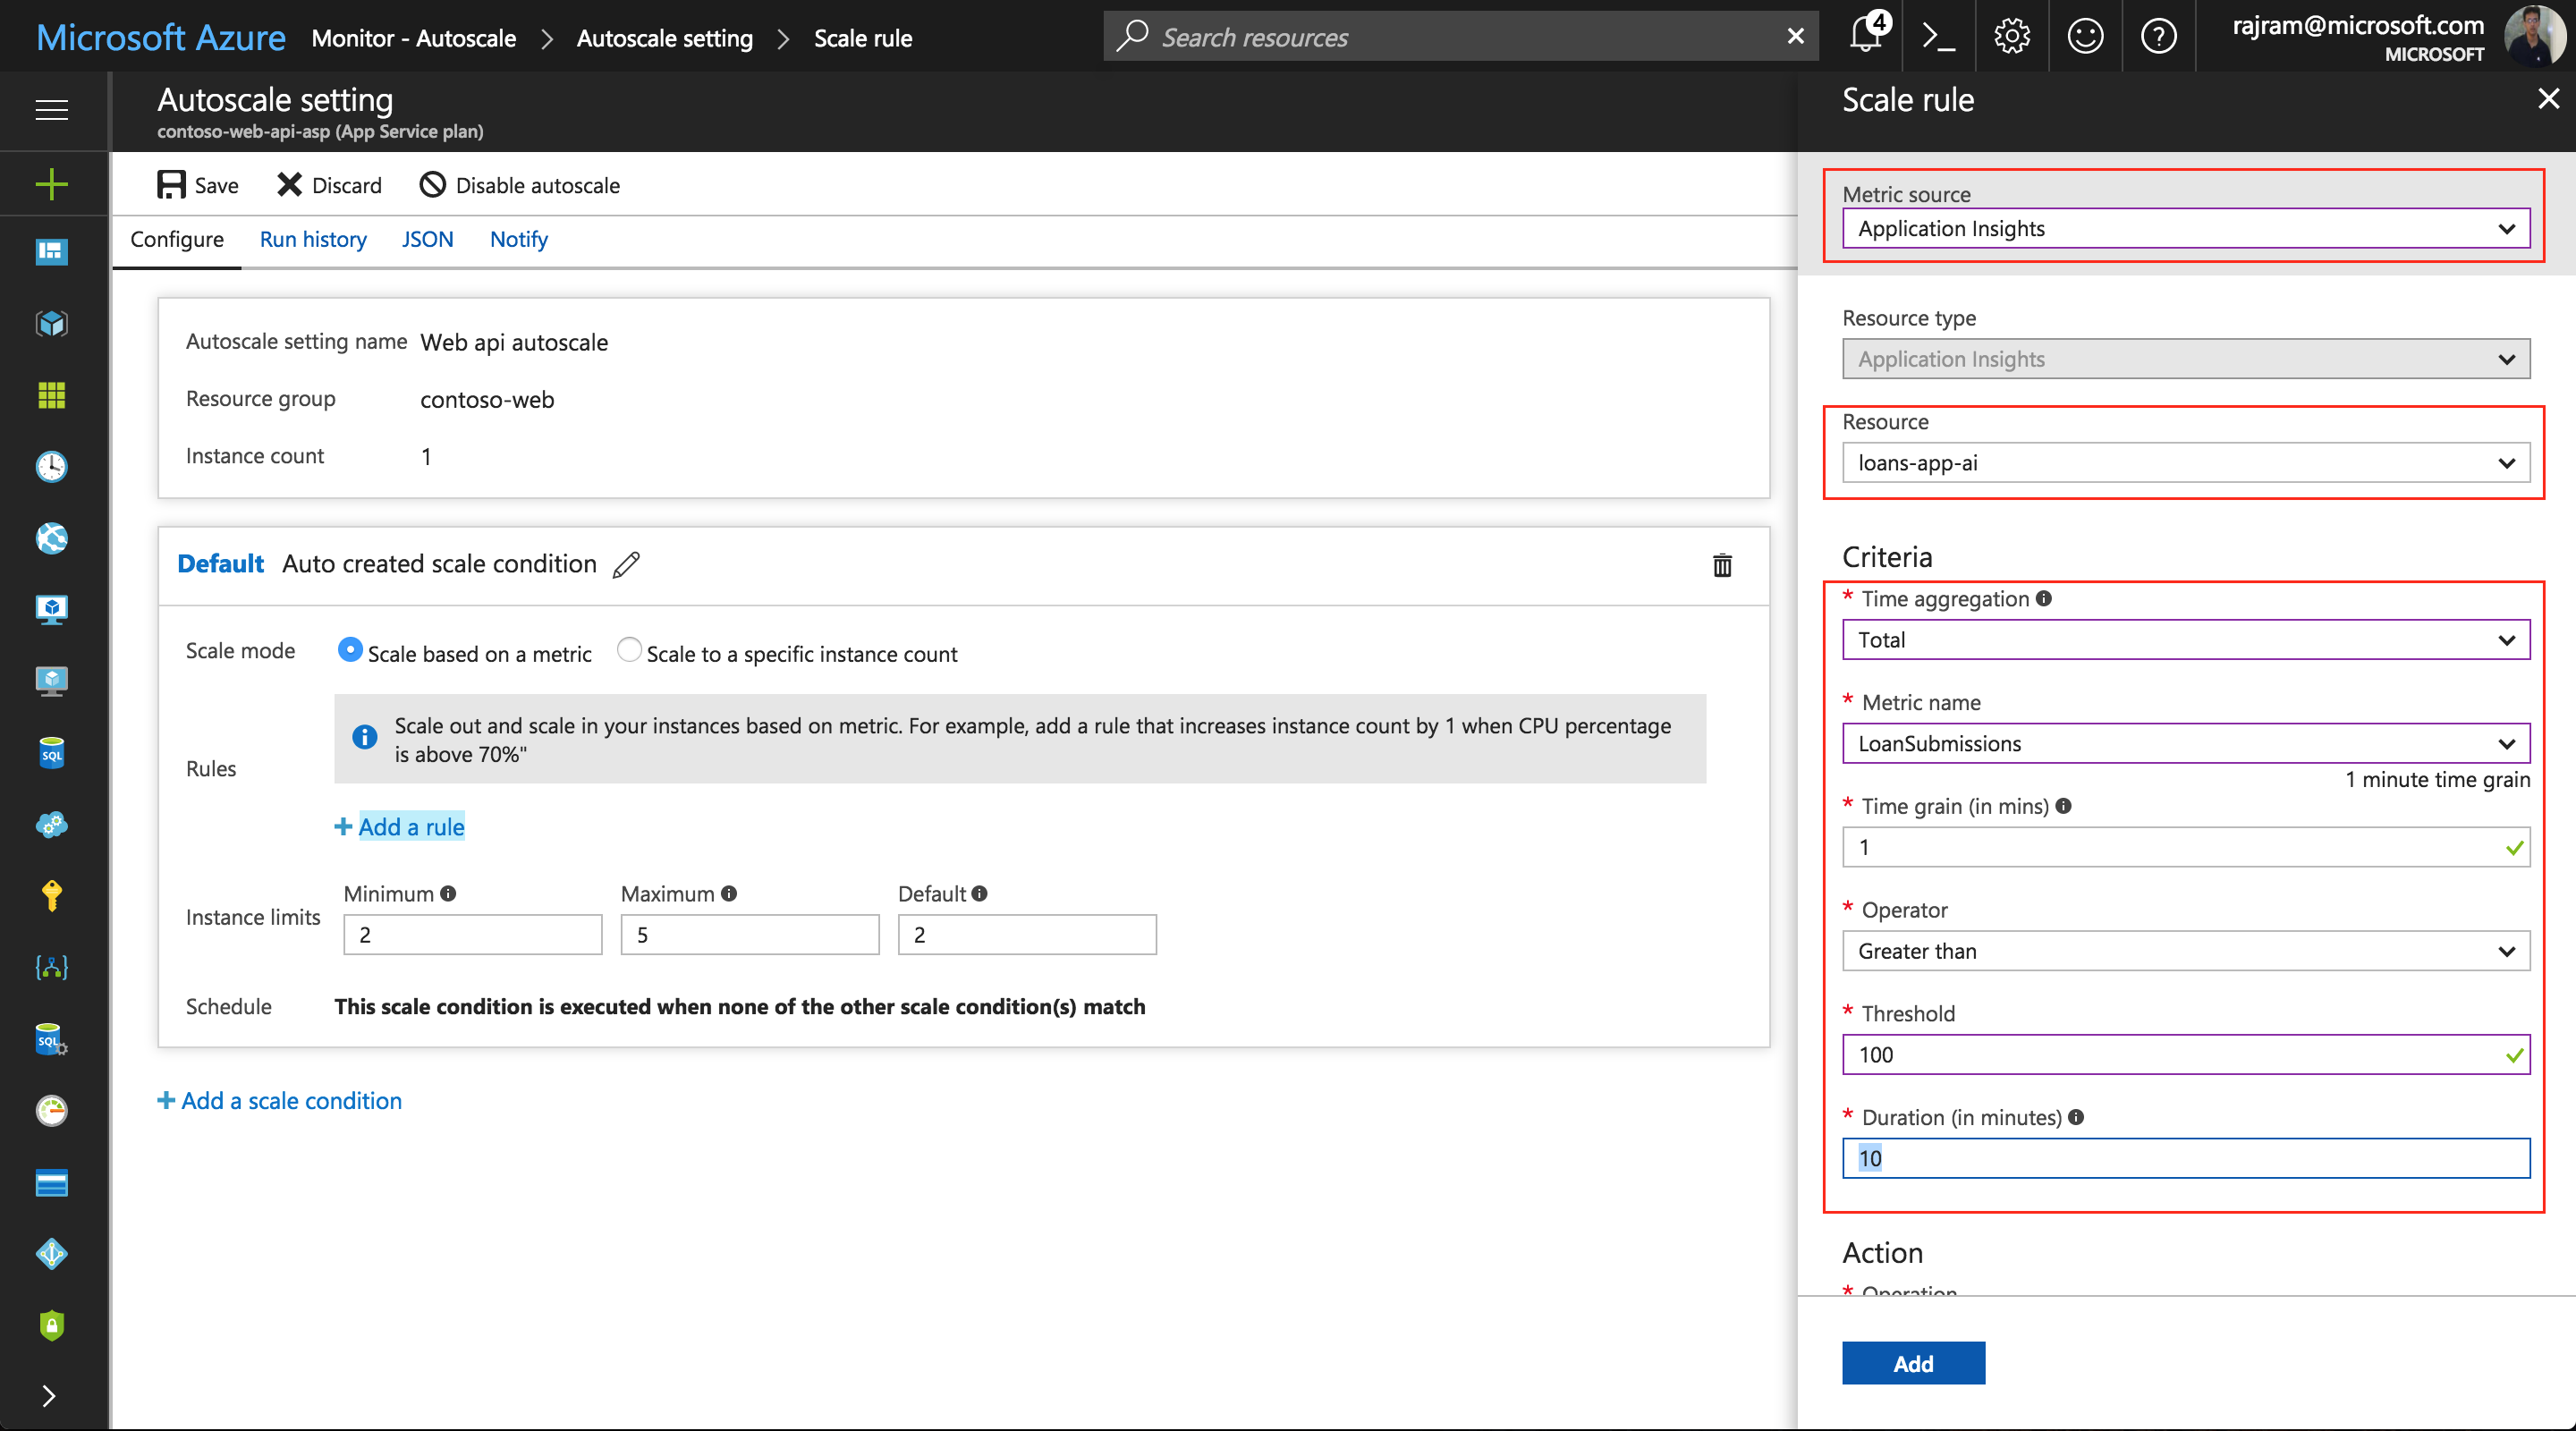 Microsoft Azure Monitor - Autoscale > Autoscale setting > Scale rule
Search resources
4
rajram@microsoft.com
MICROSOFT
Autoscale setting
contoso-web-api-asp (App Service plan)
Save Discard Disable autoscale
Configure Run history JSON Notify
Autoscale setting name Web api autoscale
Resource group contoso-web
Instance count 1
Default Auto created scale condition
Scale mode Scale based on a metric Scale to a specific instance count
Rules
Scale out and scale in your instances based on metric. For example, add a rule that increases instance count by 1 when CPU percentage
is above 70%"
+ Add a rule
Instance limits
Minimum Maximum Default
2 5 2
Schedule This scale condition is executed when none of the other scale condition(s) match
+ Add a scale condition
SQL
SQL
Scale rule
Metric source
Application Insights
Resource type
Application Insights
Resource
loans-app-ai
Criteria
* Time aggregation
Total
* Metric name
LoanSubmissions
1 minute time grain
* Time grain (in mins)
1
* Operator
Greater than
* Threshold
100
* Duration (in minutes)
10
Action
* Operation
Add